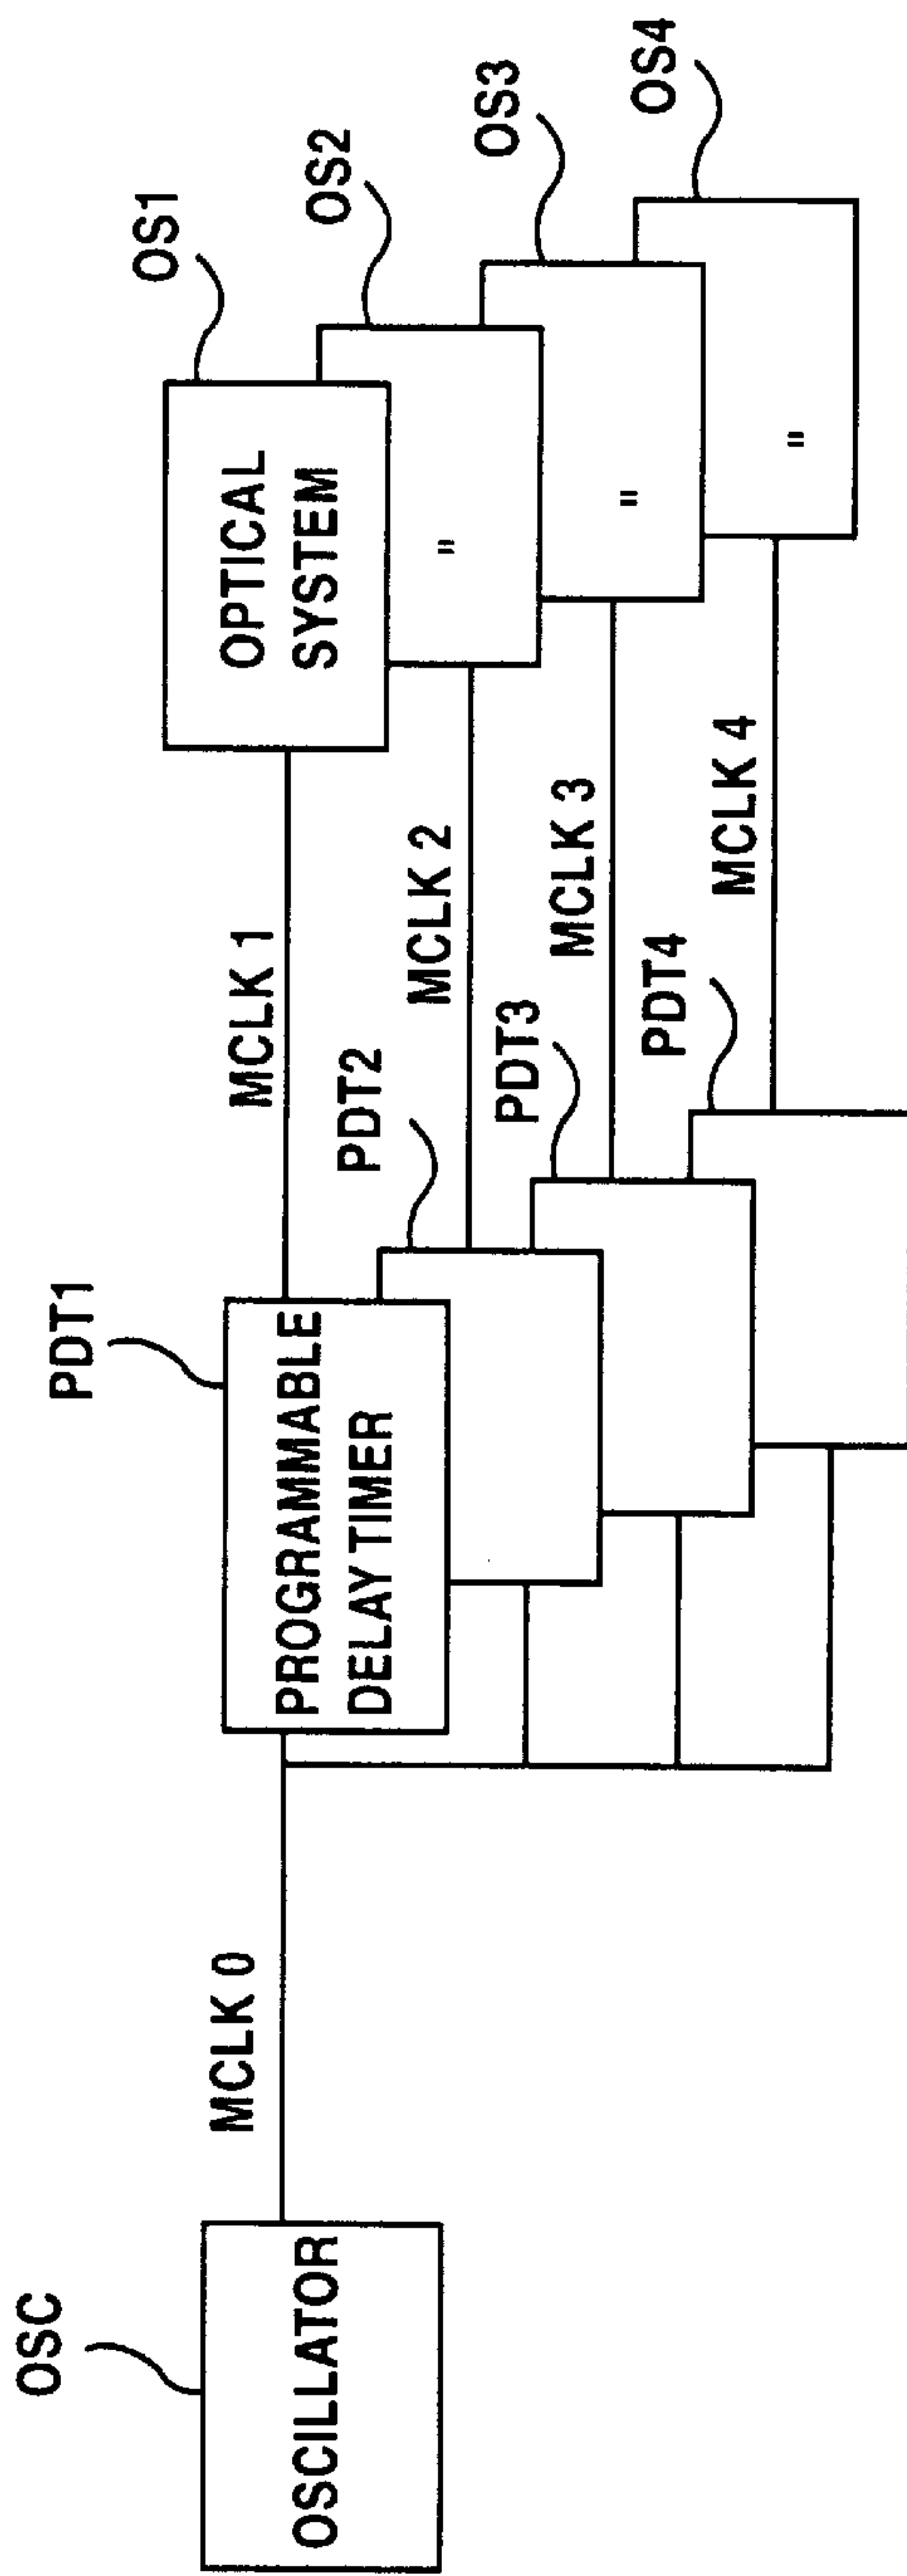 OSC
OSCILLATOR
MCLK 0
PDT1
PROGRAMMABLE
DELAY TIMER
PDT2
PDT3
PDT4
MCLK 1
MCLK 2
MCLK 3
MCLK 4
OS1
OPTICAL
SYSTEM
OS2
"
OS3
"
OS4
"